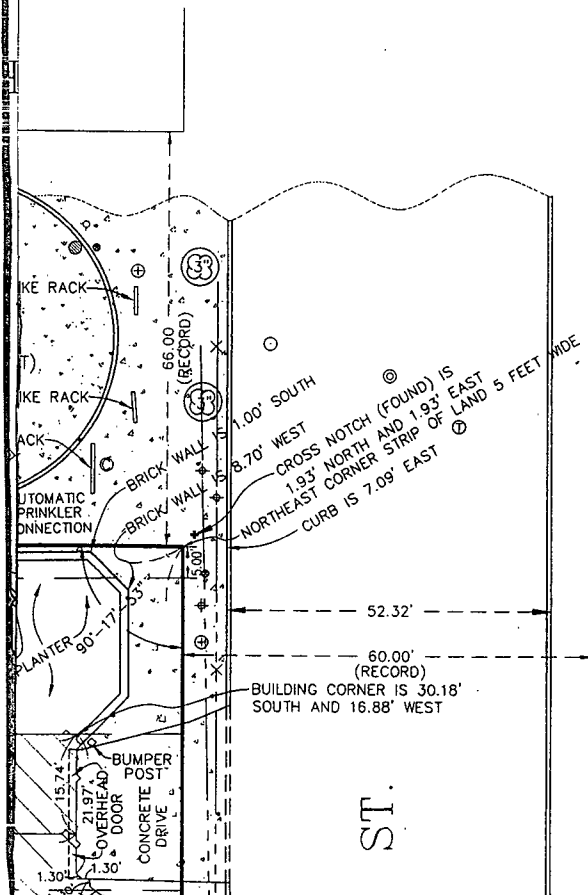 IKE RACK
66.00
(RECORD)
3"
T)
IKE RACK
3"
ACK
BRICK WALL IS 1.00' SOUTH
BRICK WALL IS 8.70' WEST
CROSS NOTCH (FOUND) IS
1.93' NORTH AND 1.93' EAST
NORTHEAST CORNER STRIP OF LAND 5 FEET WIDE
CURB IS 7.09' EAST
T
UTOMATIC
PRINKLER
ONNECTION
5.00'
52.32'
PLANTER
90°-17'-53"
60.00'
(RECORD)
BUILDING CORNER IS 30.18'
SOUTH AND 16.88' WEST
BUMPER
POST
15.74'
21.97'
OVERHEAD
DOOR
CONCRETE
DRIVE
ST.
1.30'
1.30'